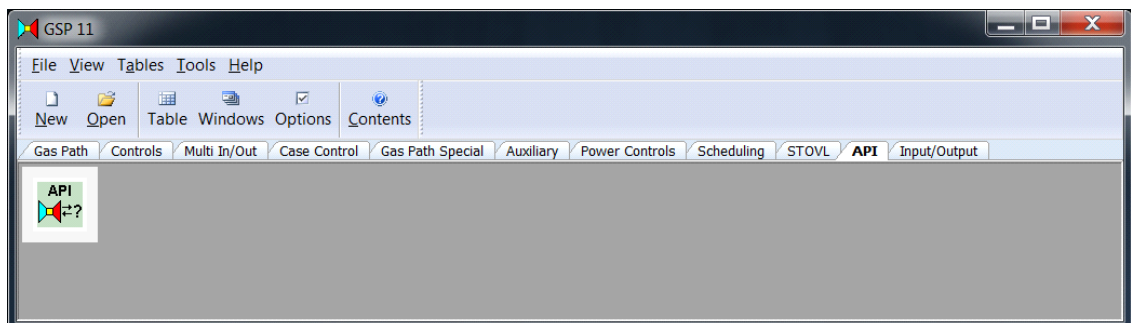 GSP 11
File View Tables Tools Help
New Open Table Windows Options Contents
Gas Path Controls Multi In/Out Case Control Gas Path Special Auxiliary Power Controls Scheduling STOVL API Input/Output
API
?